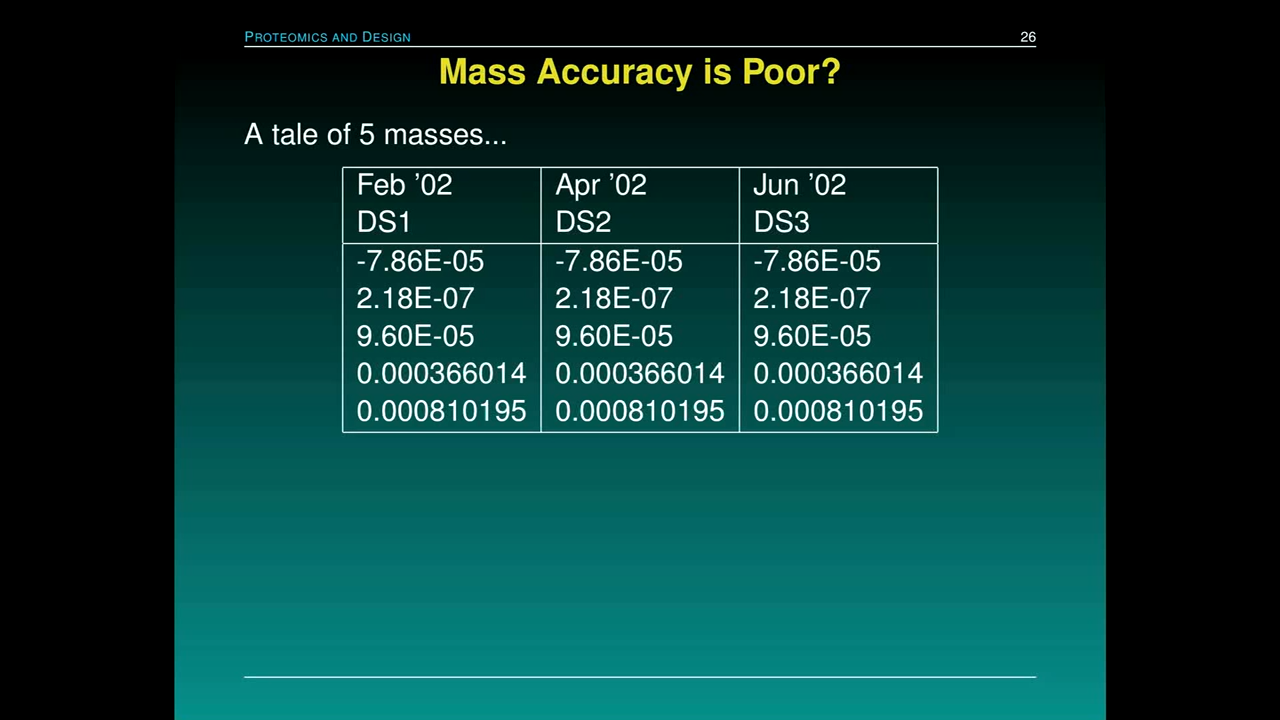 PROTEOMICS AND DESIGN 26
Mass Accuracy is Poor?
A tale of 5 masses...
Feb ’02 Apr ’02 Jun ’02
DS1 DS2 DS3
-7.86E-05 -7.86E-05 -7.86E-05
2.18E-07 2.18E-07 2.18E-07
9.60E-05 9.60E-05 9.60E-05
0.000366014 0.000366014 0.000366014
0.000810195 0.000810195 0.000810195